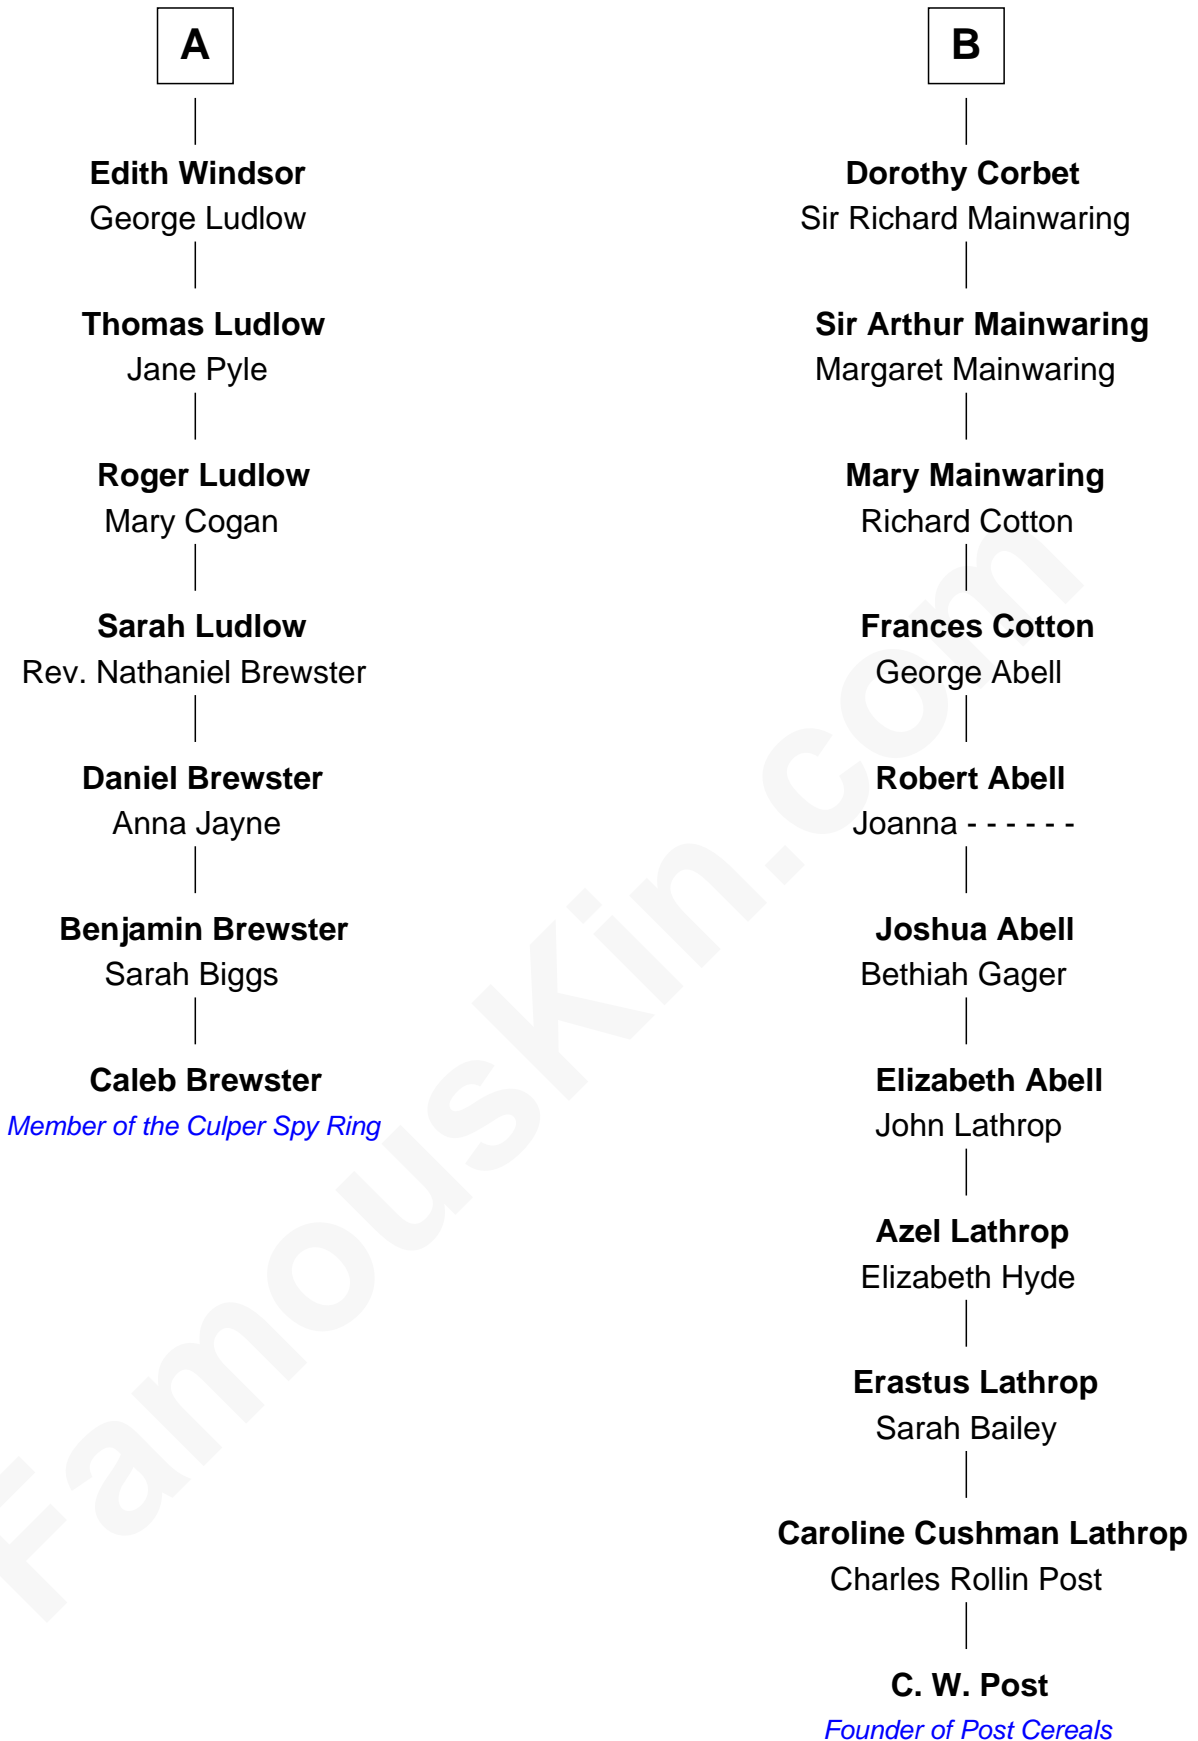 A
Edith Windsor
George Ludlow
Thomas Ludlow
Jane Pyle
Roger Ludlow
Mary Cogan
Sarah Ludlow
Rev. Nathaniel Brewster
Daniel Brewster
Anna Jayne
Benjamin Brewster
Sarah Biggs
Caleb Brewster
Member of the Culper Spy Ring
B
Dorothy Corbet
Sir Richard Mainwaring
Sir Arthur Mainwaring
Margaret Mainwaring
Mary Mainwaring
Richard Cotton
Frances Cotton
George Abell
Robert Abell
Joanna - - - - - -
Joshua Abell
Bethiah Gager
Elizabeth Abell
John Lathrop
Azel Lathrop
Elizabeth Hyde
Erastus Lathrop
Sarah Bailey
Caroline Cushman Lathrop
Charles Rollin Post
C. W. Post
Founder of Post Cereals
FamousKin.com